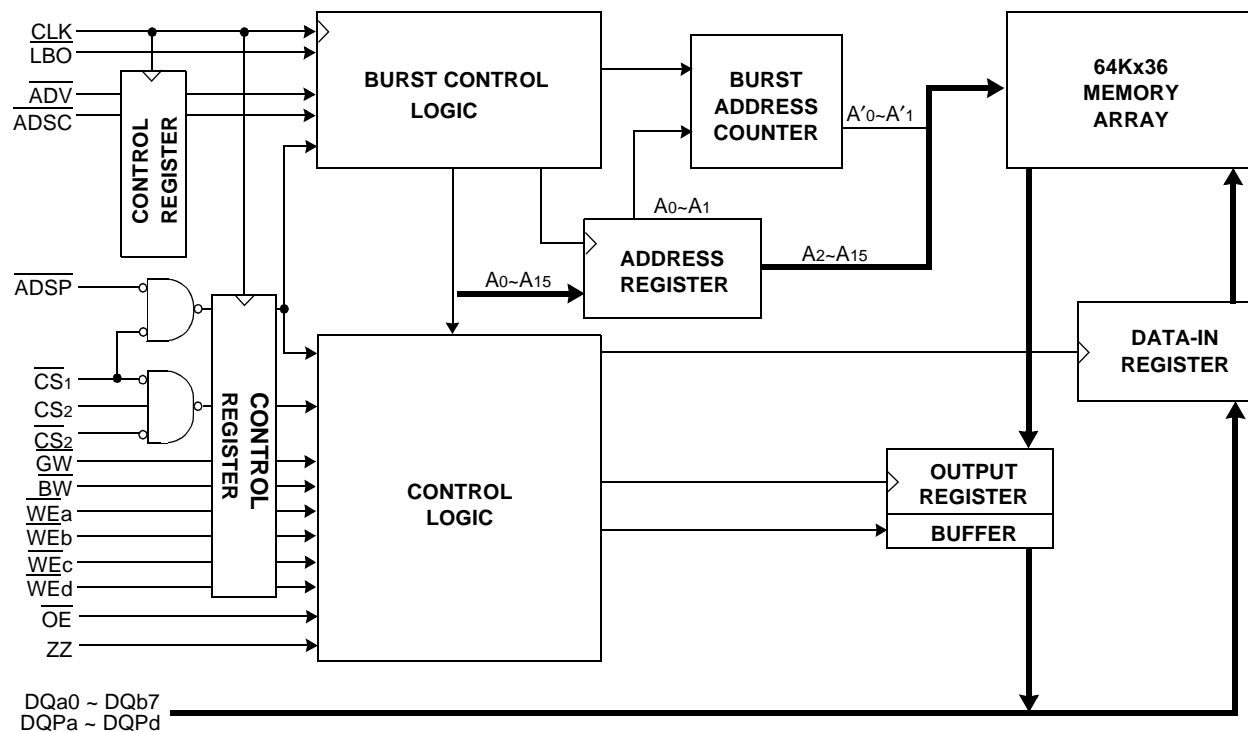 CLK
LBO
ADV
ADSC
CONTROL
REGISTER
BURST CONTROL
LOGIC
BURST
ADDRESS
COUNTER
A′0~A′1
64Kx36
MEMORY
ARRAY
A0~A1
ADDRESS
REGISTER
A2~A15
A0~A15
ADSP
CS1
CS2
CS2
GW
BW
WEa
WEb
WEc
WEd
OE
ZZ
CONTROL
REGISTER
CONTROL
LOGIC
DATA-IN
REGISTER
OUTPUT
REGISTER
BUFFER
DQa0 ~ DQb7
DQPa ~ DQPd